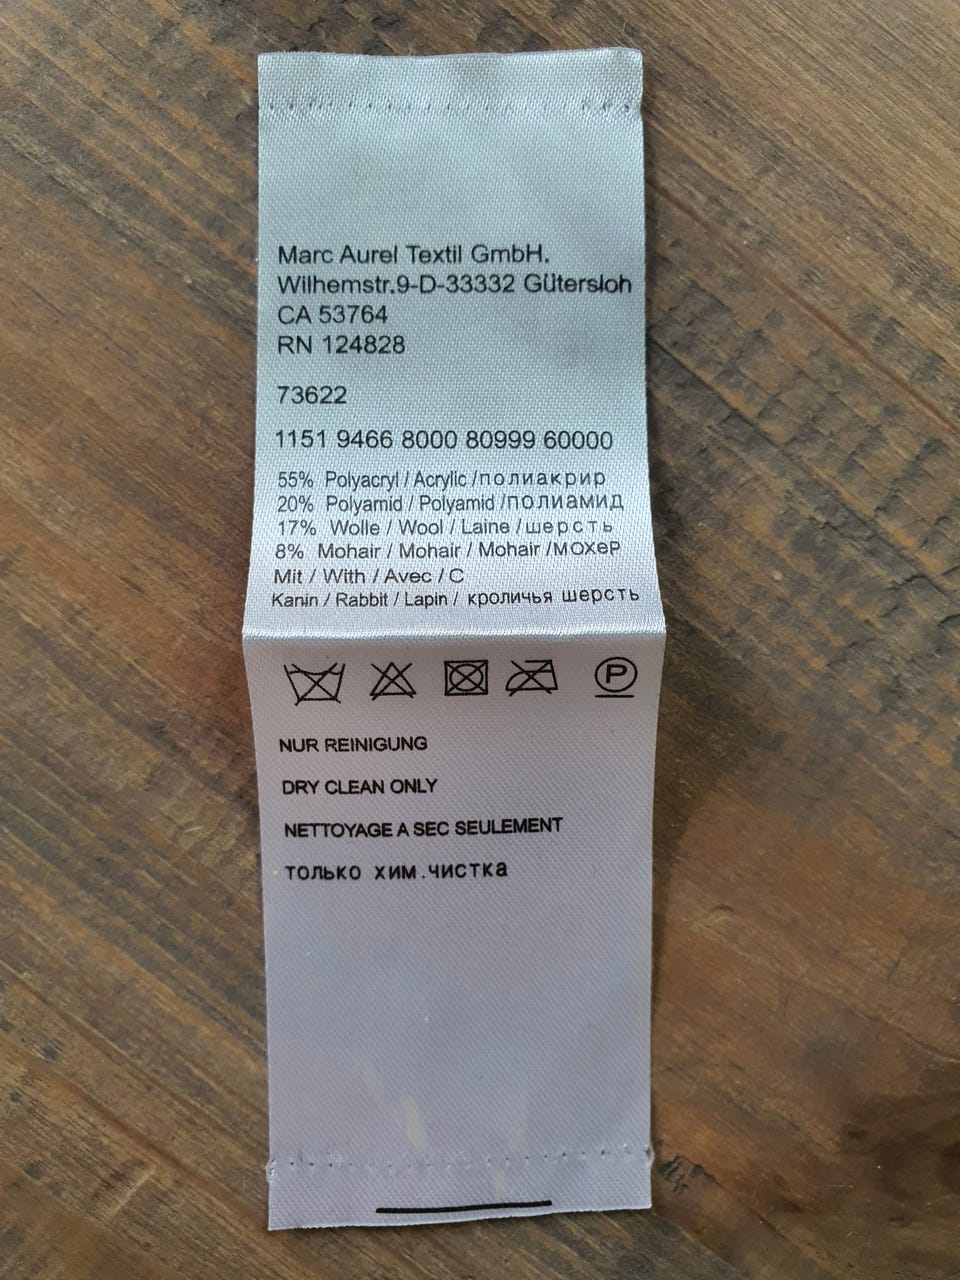 Marc Aurel Textil GmbH.
Wilhemstr.9-D-33332 Gütersloh
CA 53764
RN 124828
73622
1151 9466 8000 80999 60000
55% Polyacryl / Acrylic /полиакрир
20% Polyamid / Polyamid /полиамид
17% Wolle / Wool / Laine /шерсть
8% Mohair / Mohair / Mohair /мохер
Mit / With / Avec / C
Kanin / Rabbit / Lapin / кроличья шерсть
P
NUR REINIGUNG
DRY CLEAN ONLY
NETTOYAGE A SEC SEULEMENT
только хим.чистка